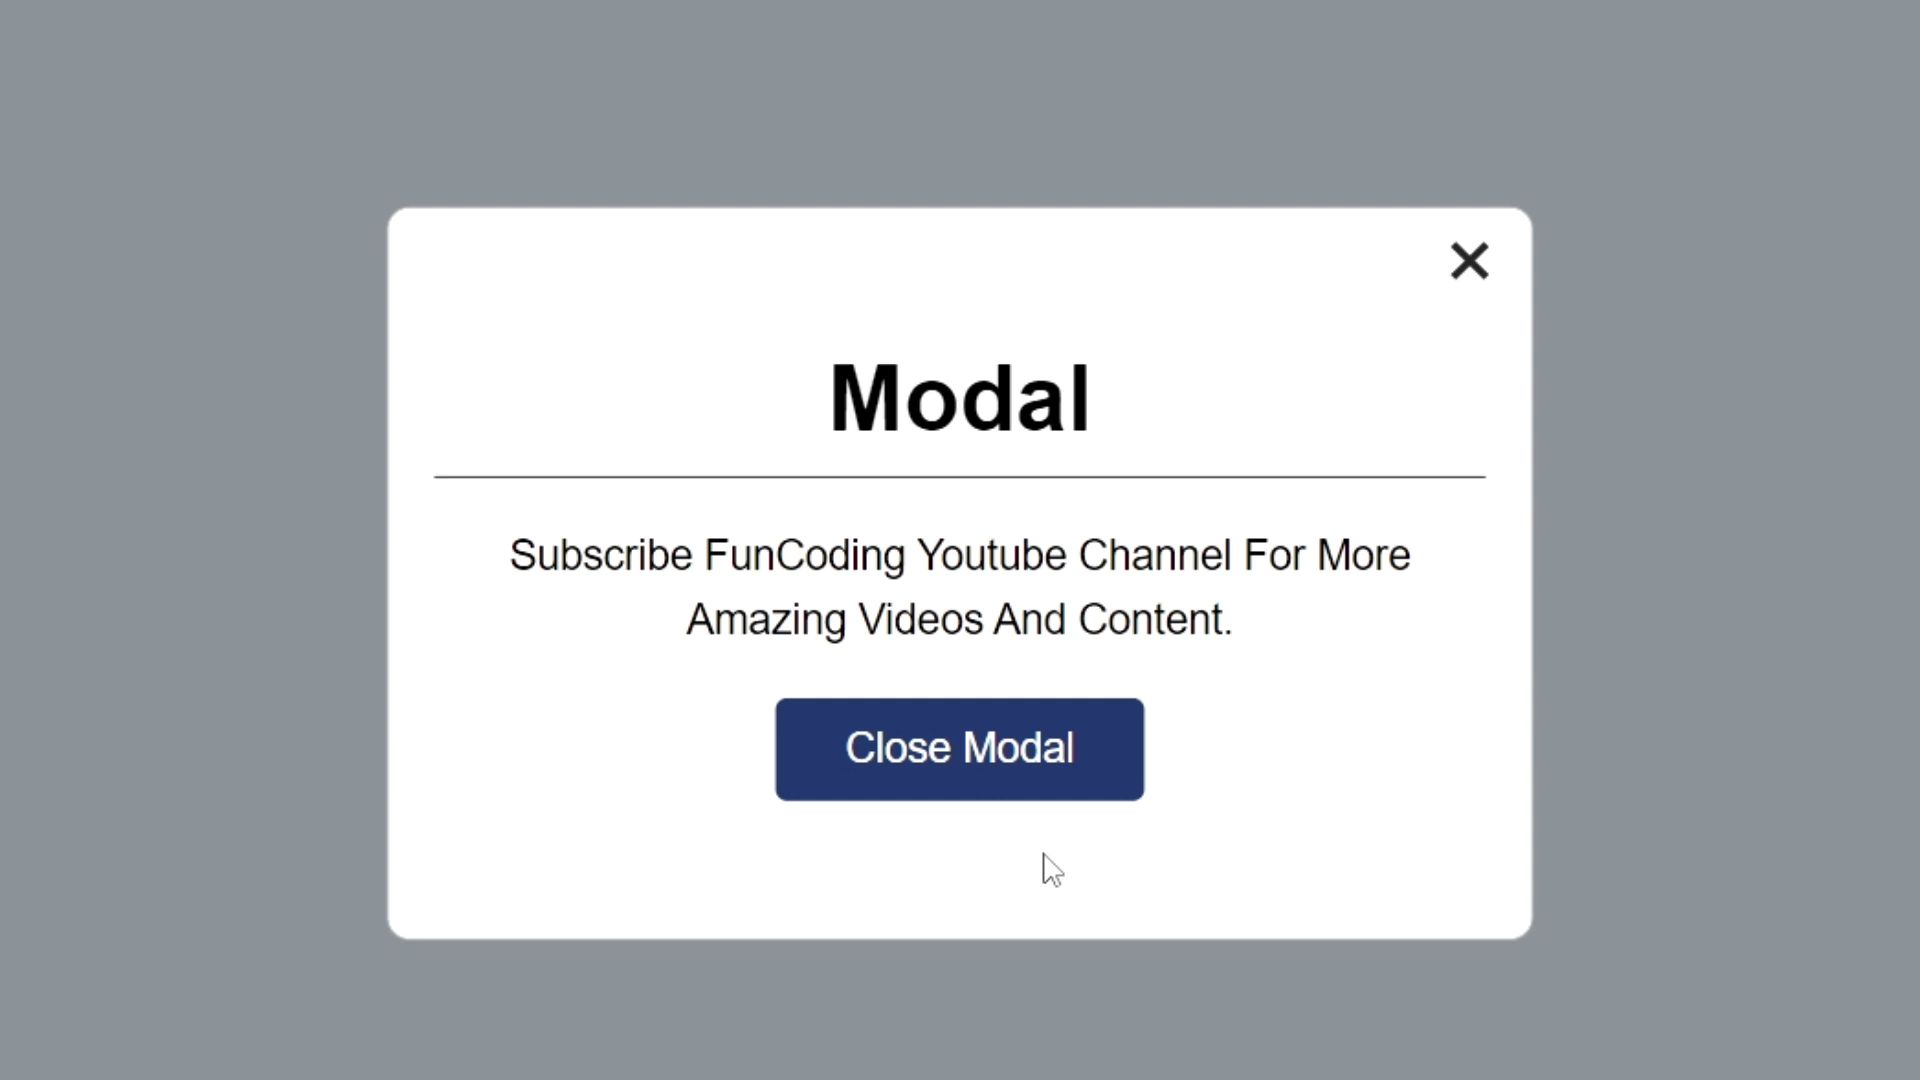 Modal
Subscribe FunCoding Youtube Channel For More
Amazing Videos And Content.
Close Modal